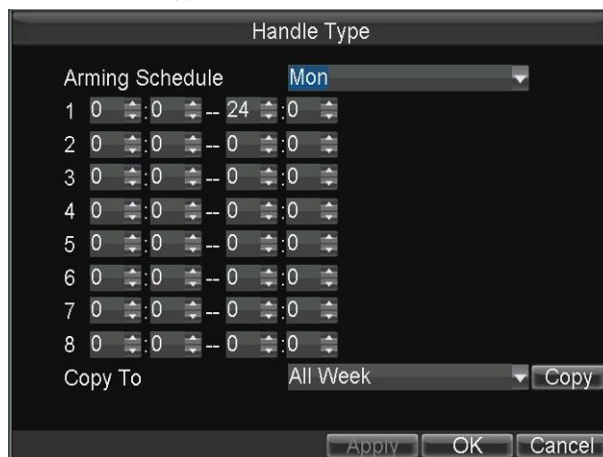 Handle Type
Arming Schedule Mon
1 0 : 0 -- 24 : 0
2 0 : 0 -- 0 : 0
3 0 : 0 -- 0 : 0
4 0 : 0 -- 0 : 0
5 0 : 0 -- 0 : 0
6 0 : 0 -- 0 : 0
7 0 : 0 -- 0 : 0
8 0 : 0 -- 0 : 0
Copy To All Week Copy
Apply OK Cancel